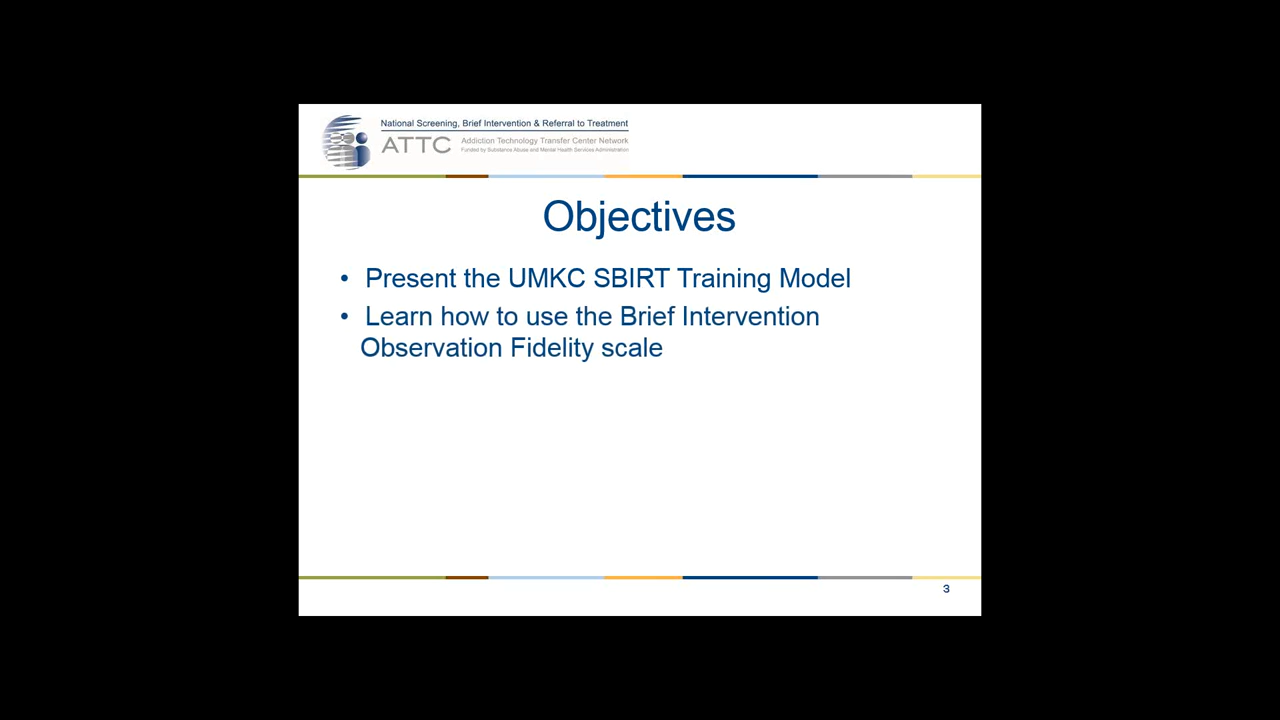 National Screening, Brief Intervention & Referral to Treatment
ATTC
Addiction Technology Transfer Center Network
Funded by Substance Abuse and Mental Health Services Administration
Objectives
• Present the UMKC SBIRT Training Model
• Learn how to use the Brief Intervention
Observation Fidelity scale
3